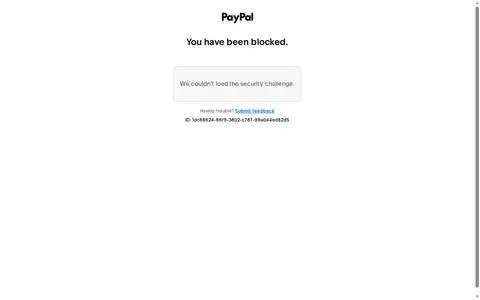 PayPal
You have been blocked.
We couldn't load the security challenge.
Having trouble? Submit feedback